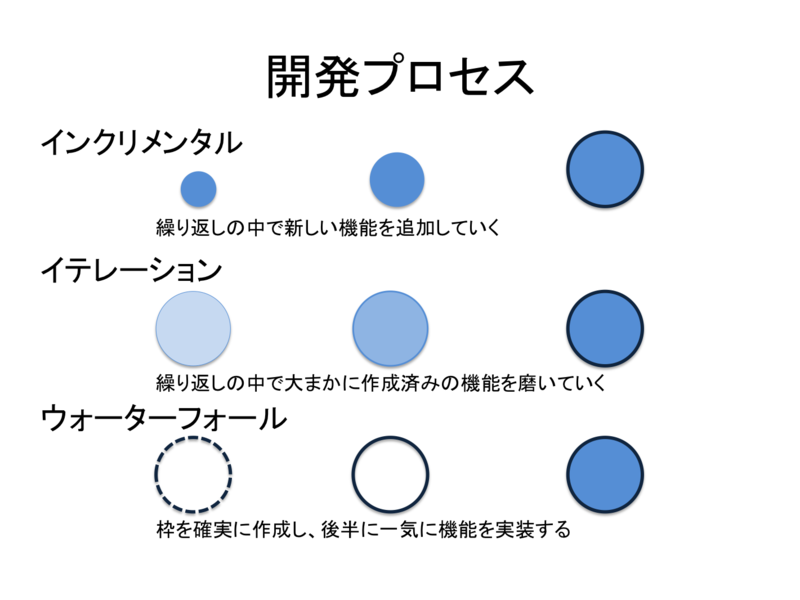 開発プロセス
インクリメンタル
繰り返しの中で新しい機能を追加していく
イテレーション
繰り返しの中で大まかに作成済みの機能を磨いていく
ウォーターフォール
枠を確実に作成し、後半に一気に機能を実装する